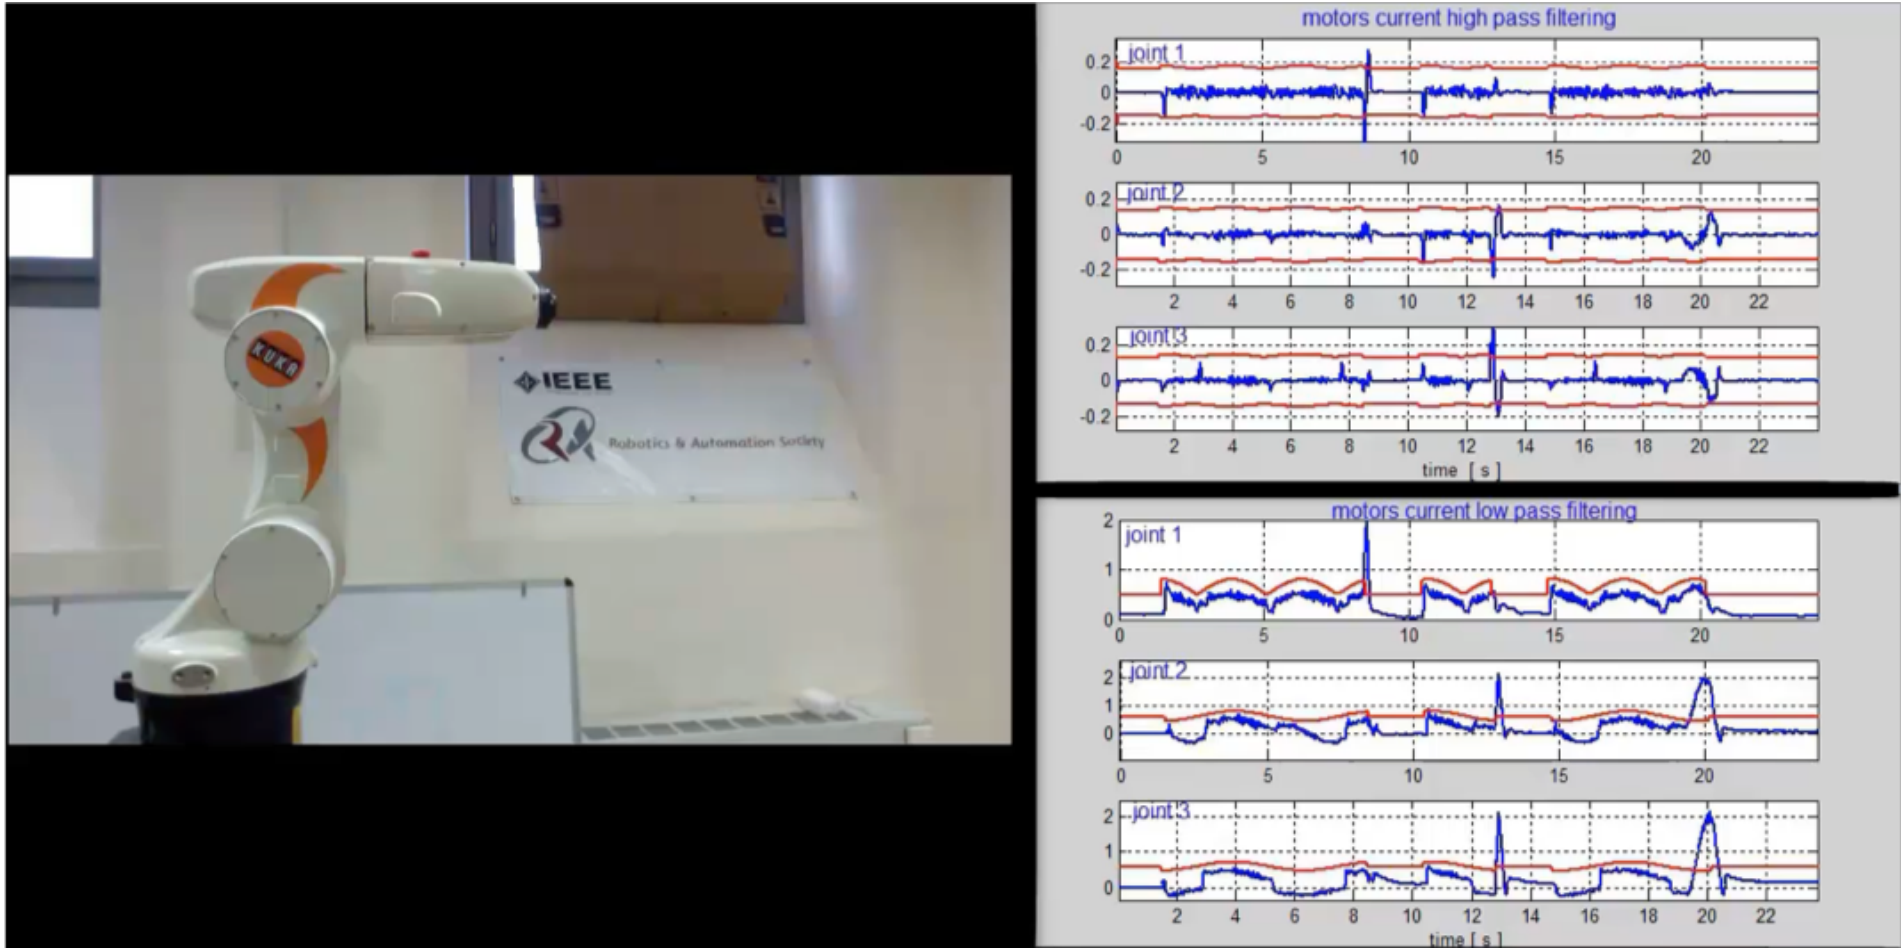 KUKA
IEEE
Robotics & Automation Society
motors current high pass filtering
joint 1
0.2
0
-0.2
0 5 10 15 20
joint 2
0.2
0
-0.2
2 4 6 8 10 12 14 16 18 20 22
joint 3
0.2
0
-0.2
2 4 6 8 10 12 14 16 18 20 22
time [ s ]
motors current low pass filtering
joint 1
2
1
0
0 5 10 15 20
joint 2
2
1
0
0 5 10 15 20
joint 3
2
1
0
2 4 6 8 10 12 14 16 18 20 22
time [ s ]